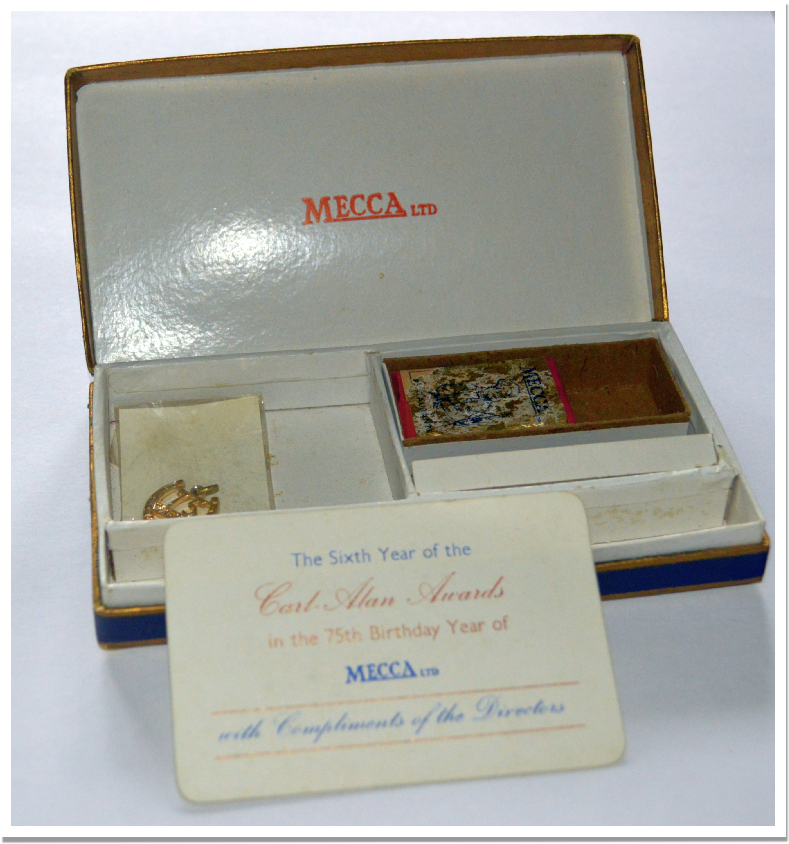 MECCA LTD
MECCA
The Sixth Year of the
Carl-Alan Awards
in the 75th Birthday Year of
MECCA LTD
with Compliments of the Directors